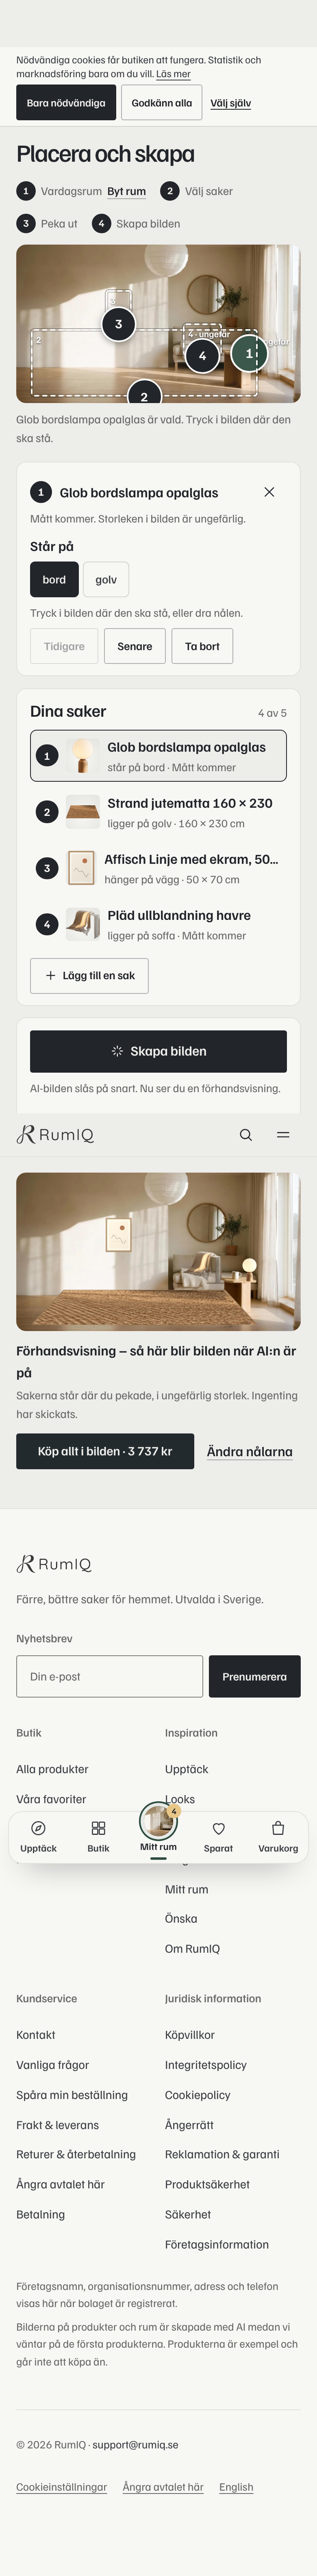 Nödvändiga cookies får butiken att fungera. Statistik och
marknadsföring bara om du vill. Läs mer
Bara nödvändiga
Godkänn alla
Välj själv
Placera och skapa
1 Vardagsrum Byt rum 2 Välj saker
3 Peka ut 4 Skapa bilden
3
2
4 · ungefär
4
1
2
Glob bordslampa opalglas är vald. Tryck i bilden där den
ska stå.
1 Glob bordslampa opalglas
Mått kommer. Storleken i bilden är ungefärlig.
Står på
bord golv
Tryck i bilden där den ska stå, eller dra nålen.
Tidigare Senare Ta bort
Dina saker 4 av 5
1 Glob bordslampa opalglas
står på bord · Mått kommer
2 Strand jutematta 160 × 230
ligger på golv · 160 × 230 cm
3 Affisch Linje med ekram, 50...
hänger på vägg · 50 × 70 cm
4 Pläd ullblandning havre
ligger på soffa · Mått kommer
+ Lägg till en sak
Skapa bilden
AI-bilden slås på snart. Nu ser du en förhandsvisning.
RumIQ
Förhandsvisning – så här blir bilden när AI:n är
på
Sakerna står där du pekade, i ungefärlig storlek. Ingenting
har skickats.
Köp allt i bilden · 3 737 kr
Ändra nålarna
RumIQ
Färre, bättre saker för hemmet. Utvalda i Sverige.
Nyhetsbrev
Din e-post
Prenumerera
Butik
Alla produkter
Våra favoriter
Inspiration
Upptäck
Looks
4
Upptäck Butik Mitt rum Sparat Varukorg
Mitt rum
Önska
Om RumIQ
Kundservice
Kontakt
Vanliga frågor
Spåra min beställning
Frakt & leverans
Returer & återbetalning
Ångra avtalet här
Betalning
Juridisk information
Köpvillkor
Integritetspolicy
Cookiepolicy
Ångerrätt
Reklamation & garanti
Produktsäkerhet
Säkerhet
Företagsinformation
Företagsnamn, organisationsnummer, adress och telefon
visas här när bolaget är registrerat.
Bilderna på produkter och rum är skapade med AI medan vi
väntar på de första produkterna. Produkterna är exempel och
går inte att köpa än.
© 2026 RumIQ · support@rumiq.se
Cookieinställningar Ångra avtalet här English